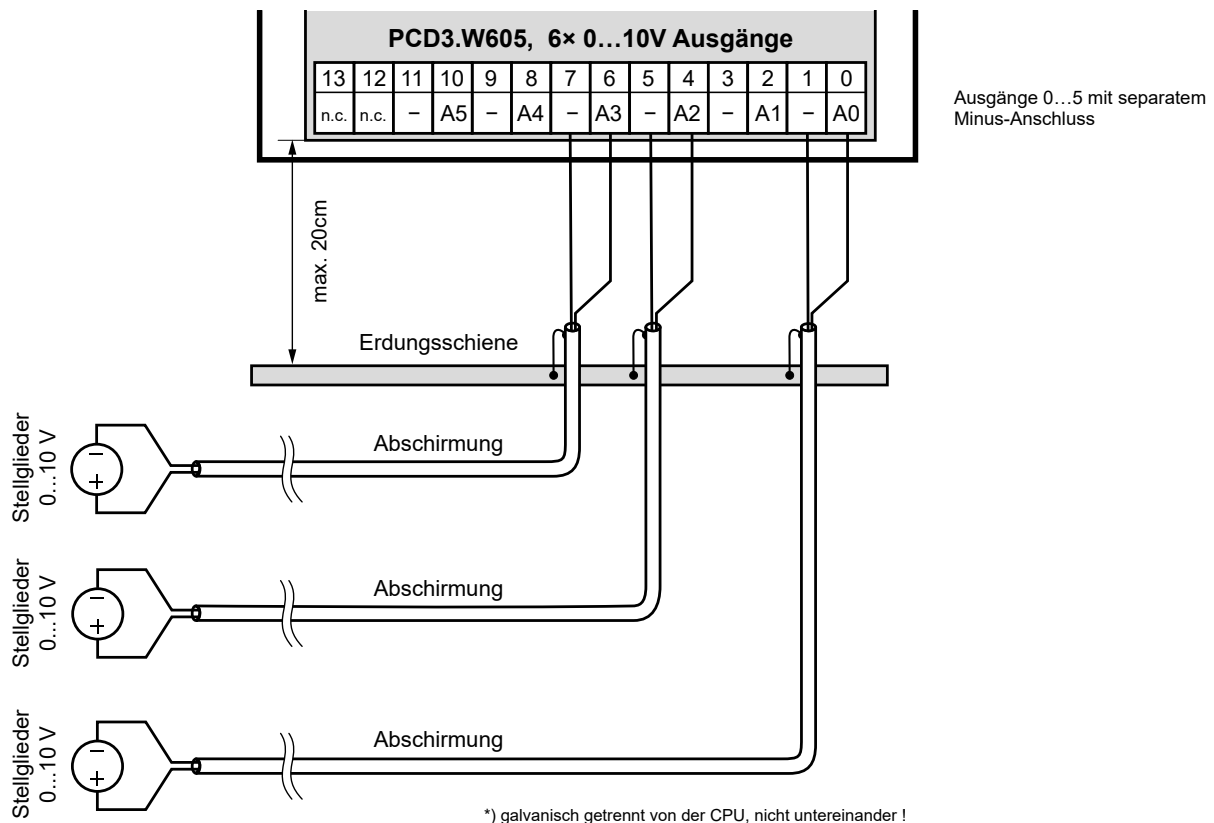 PCD3.W605, 6× 0…10V Ausgänge
13 12 11 10 9 8 7 6 5 4 3 2 1 0
n.c. n.c. – A5 – A4 – A3 – A2 – A1 – A0
Ausgänge 0…5 mit separatem
Minus-Anschluss
max. 20cm
Erdungsschiene
Stellglieder
0…10 V
–
+
Abschirmung
Stellglieder
0…10 V
–
+
Abschirmung
Stellglieder
0…10 V
–
+
Abschirmung
*) galvanisch getrennt von der CPU, nicht untereinander !